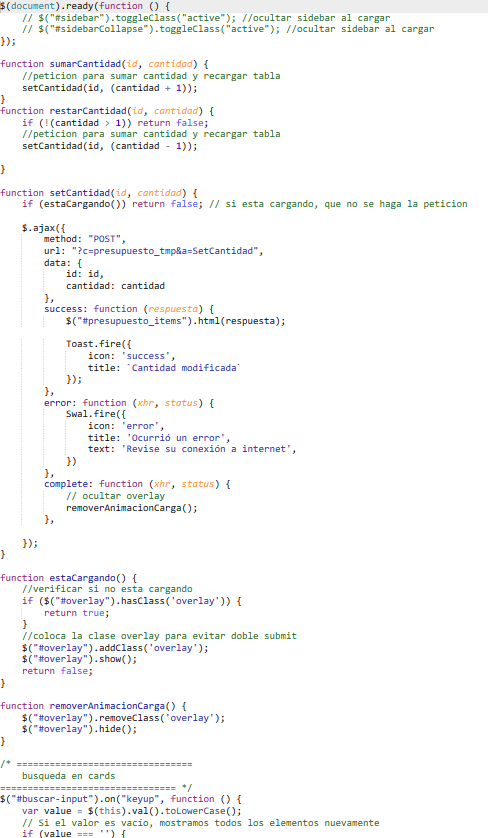 $(document).ready(function () {
    // $("#sidebar").toggleClass("active"); //ocultar sidebar al cargar
    // $("#sidebarCollapse").toggleClass("active"); //ocultar sidebar al cargar
});
function sumarCantidad(id, cantidad) {
    //peticion para sumar cantidad y recargar tabla
    setCantidad(id, (cantidad + 1));
}
function restarCantidad(id, cantidad) {
    if (!(cantidad > 1)) return false;
    //peticion para sumar cantidad y recargar tabla
    setCantidad(id, (cantidad - 1));
}
function setCantidad(id, cantidad) {
    if (estaCargando()) return false; // si esta cargando, que no se haga la peticion
    $.ajax({
        method: "POST",
        url: "?c=presupuesto_tmp&a=SetCantidad",
        data: {
            id: id,
            cantidad: cantidad
        },
        success: function (respuesta) {
            $("#presupuesto_items").html(respuesta);
            Toast.fire({
                icon: 'success',
                title: `Cantidad modificada`
            });
        },
        error: function (xhr, status) {
            Swal.fire({
                icon: 'error',
                title: 'Ocurrió un error',
                text: 'Revise su conexión a internet',
            })
        },
        complete: function (xhr, status) {
            // ocultar overlay
            removerAnimacionCarga();
        },
    });
}
function estaCargando() {
    //verificar si no esta cargando
    if ($("#overlay").hasClass('overlay')) {
        return true;
    }
    //coloca la clase overlay para evitar doble submit
    $("#overlay").addClass('overlay');
    $("#overlay").show();
    return false;
}
function removerAnimacionCarga() {
    $("#overlay").removeClass('overlay');
    $("#overlay").hide();
}
/* ================================
    busqueda en cards
================================ */
$("#buscar-input").on("keyup", function () {
    var value = $(this).val().toLowerCase();
    // Si el valor es vacío, mostramos todos los elementos nuevamente
    if (value === '') {